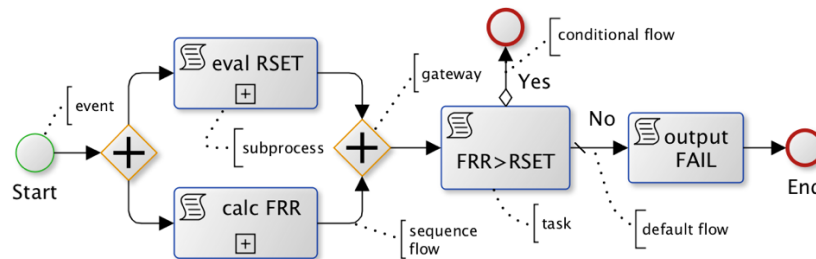 eval RSET
conditional flow
event
gateway
Yes
subprocess
No
FRR>RSET
output
FAIL
Start
End
calc FRR
sequence
flow
task
default flow